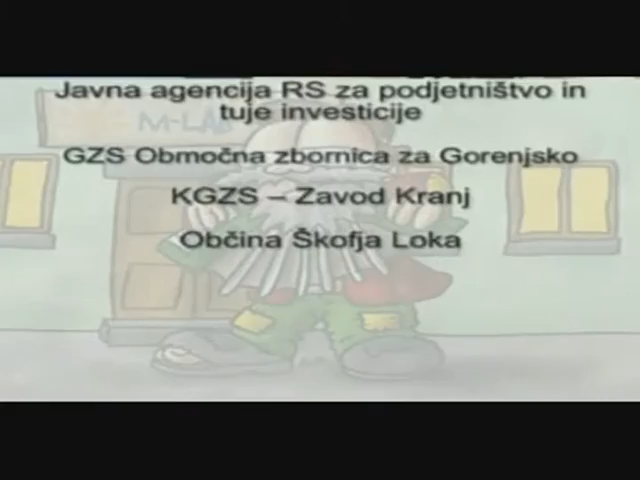 Javna agencija RS za podjetništvo in
tuje investicije
GZS Območna zbornica za Gorenjsko
KGZS – Zavod Kranj
Občina Škofja Loka